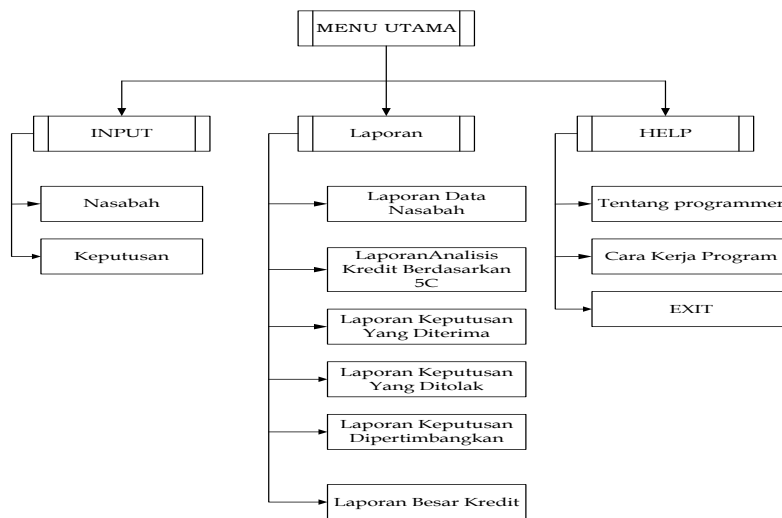 MENU UTAMA
INPUT
Nasabah
Keputusan
Laporan
Laporan Data
Nasabah
LaporanAnalisis
Kredit Berdasarkan
5C
Laporan Keputusan
Yang Diterima
Laporan Keputusan
Yang Ditolak
Laporan Keputusan
Dipertimbangkan
Laporan Besar Kredit
HELP
Tentang programmer
Cara Kerja Program
EXIT